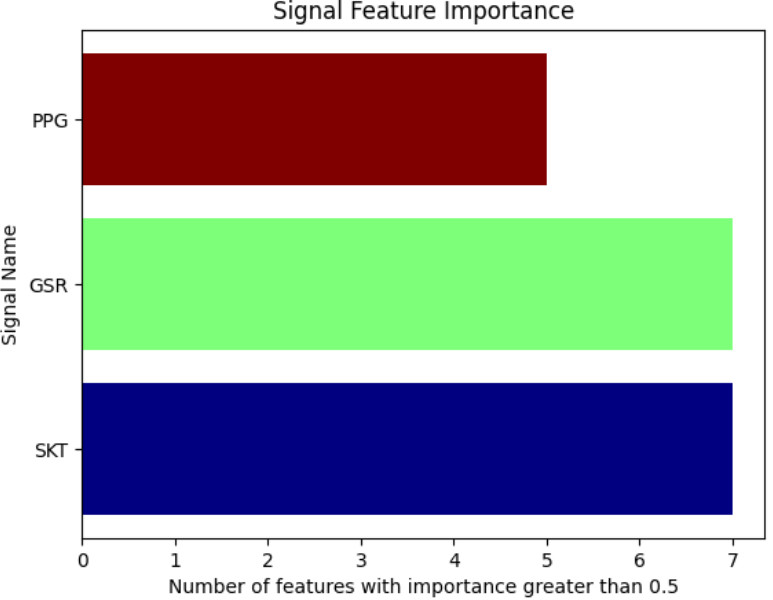 Signal Feature Importance
PPG
GSR
SKT
Signal Name
0 1 2 3 4 5 6 7
Number of features with importance greater than 0.5